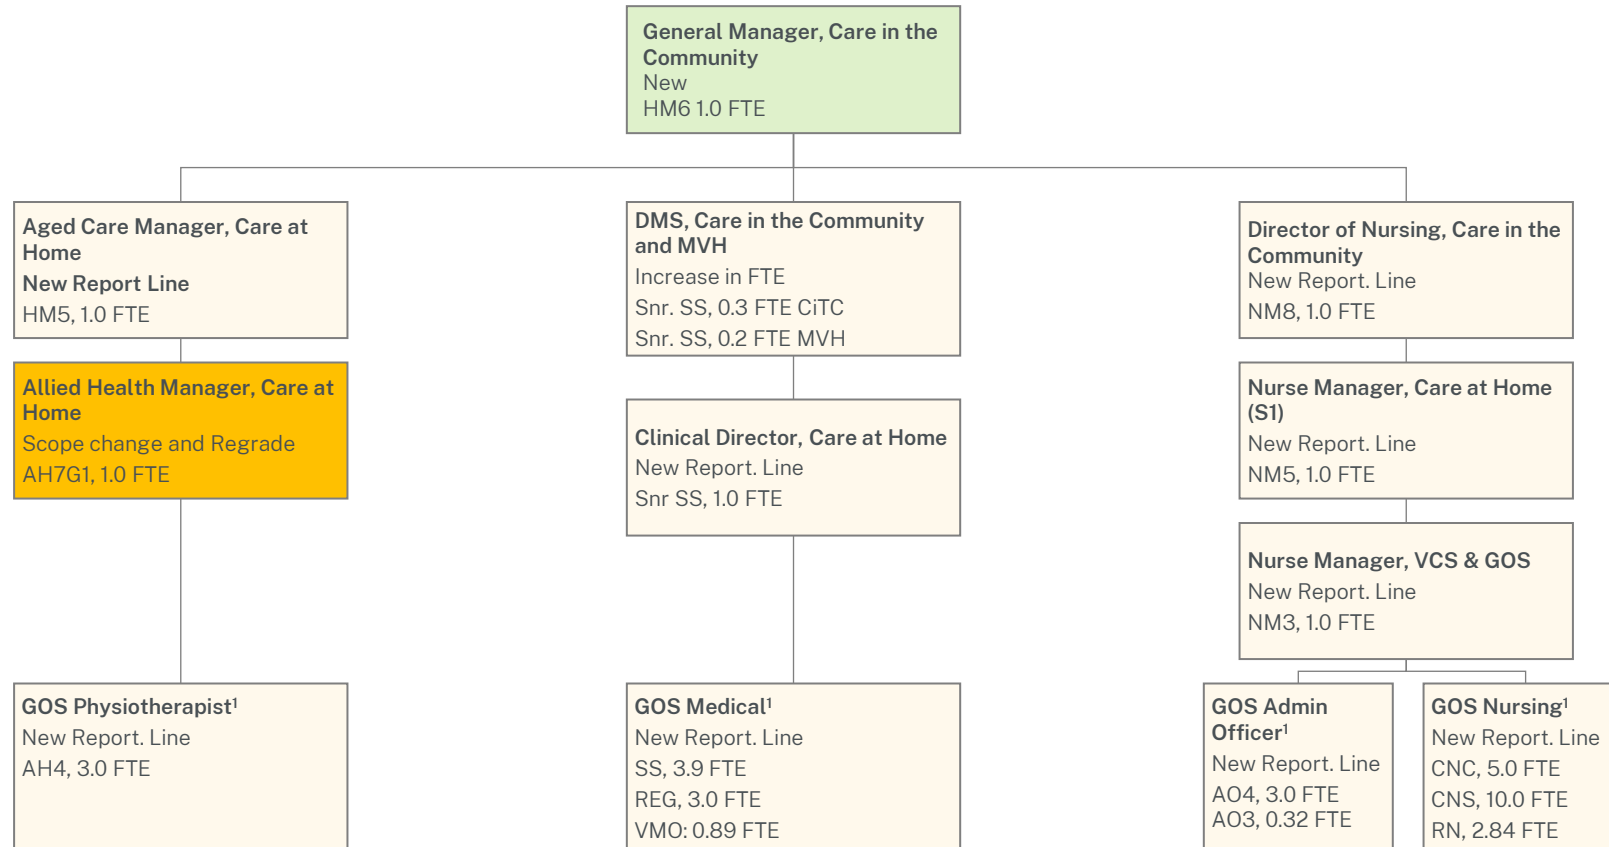 General Manager, Care in the
Community
New
HM6 1.0 FTE
Aged Care Manager, Care at
Home
New Report Line
HM5, 1.0 FTE
DMS, Care in the Community
and MVH
Increase in FTE
Snr. SS, 0.3 FTE CiTC
Snr. SS, 0.2 FTE MVH
Director of Nursing, Care in the
Community
New Report. Line
NM8, 1.0 FTE
Allied Health Manager, Care at
Home
Scope change and Regrade
AH7G1, 1.0 FTE
Clinical Director, Care at Home
New Report. Line
Snr SS, 1.0 FTE
Nurse Manager, Care at Home
(S1)
New Report. Line
NM5, 1.0 FTE
Nurse Manager, VCS & GOS
New Report. Line
NM3, 1.0 FTE
GOS Physiotherapist¹
New Report. Line
AH4, 3.0 FTE
GOS Medical¹
New Report. Line
SS, 3.9 FTE
REG, 3.0 FTE
VMO: 0.89 FTE
GOS Admin
Officer¹
New Report. Line
AO4, 3.0 FTE
AO3, 0.32 FTE
GOS Nursing¹
New Report. Line
CNC, 5.0 FTE
CNS, 10.0 FTE
RN, 2.84 FTE